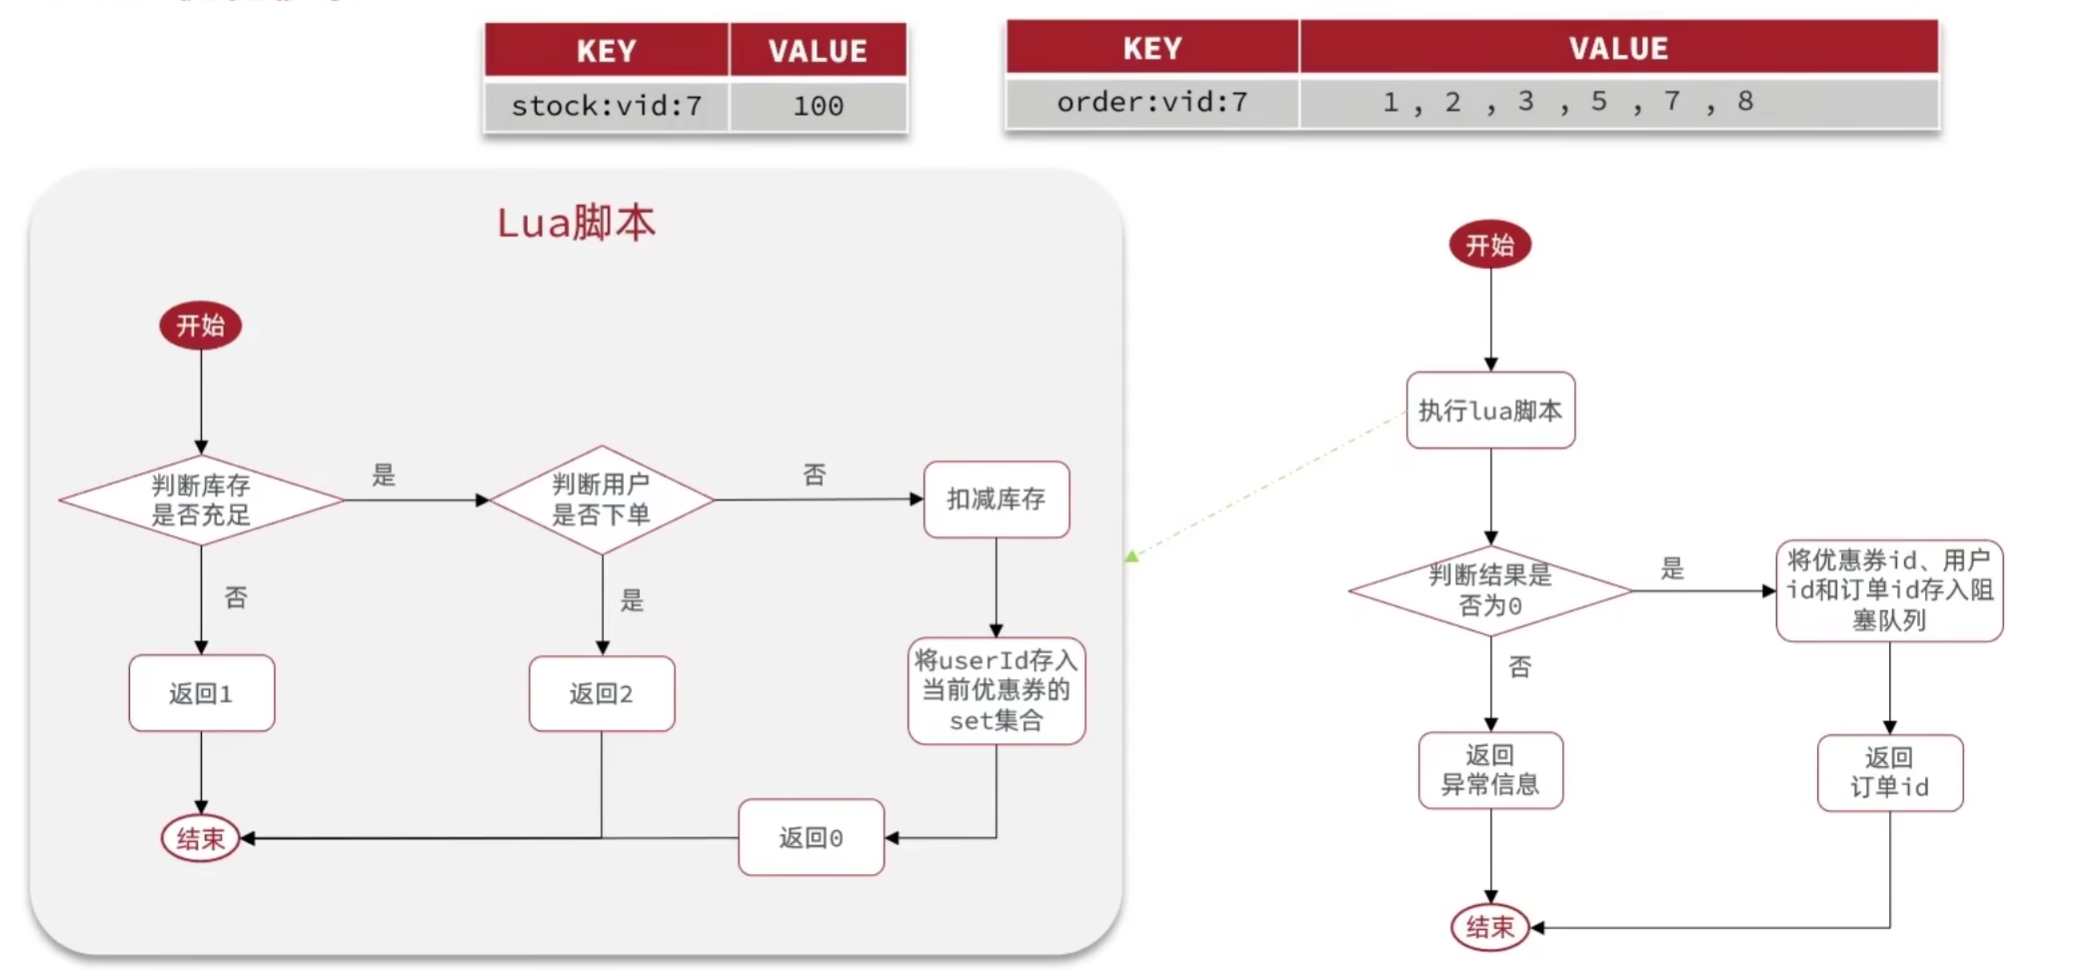 KEY VALUE
stock:vid:7 100
KEY VALUE
order:vid:7 1 , 2 , 3 , 5 , 7 , 8
Lua脚本
开始
判断库存
是否充足
是
判断用户
是否下单
否
扣减库存
否
是
返回1
返回2
将userId存入
当前优惠券的
set集合
返回0
结束
开始
执行lua脚本
判断结果是
否为0
是
将优惠券id、用户
id和订单id存入阻
塞队列
否
返回
异常信息
返回
订单id
结束